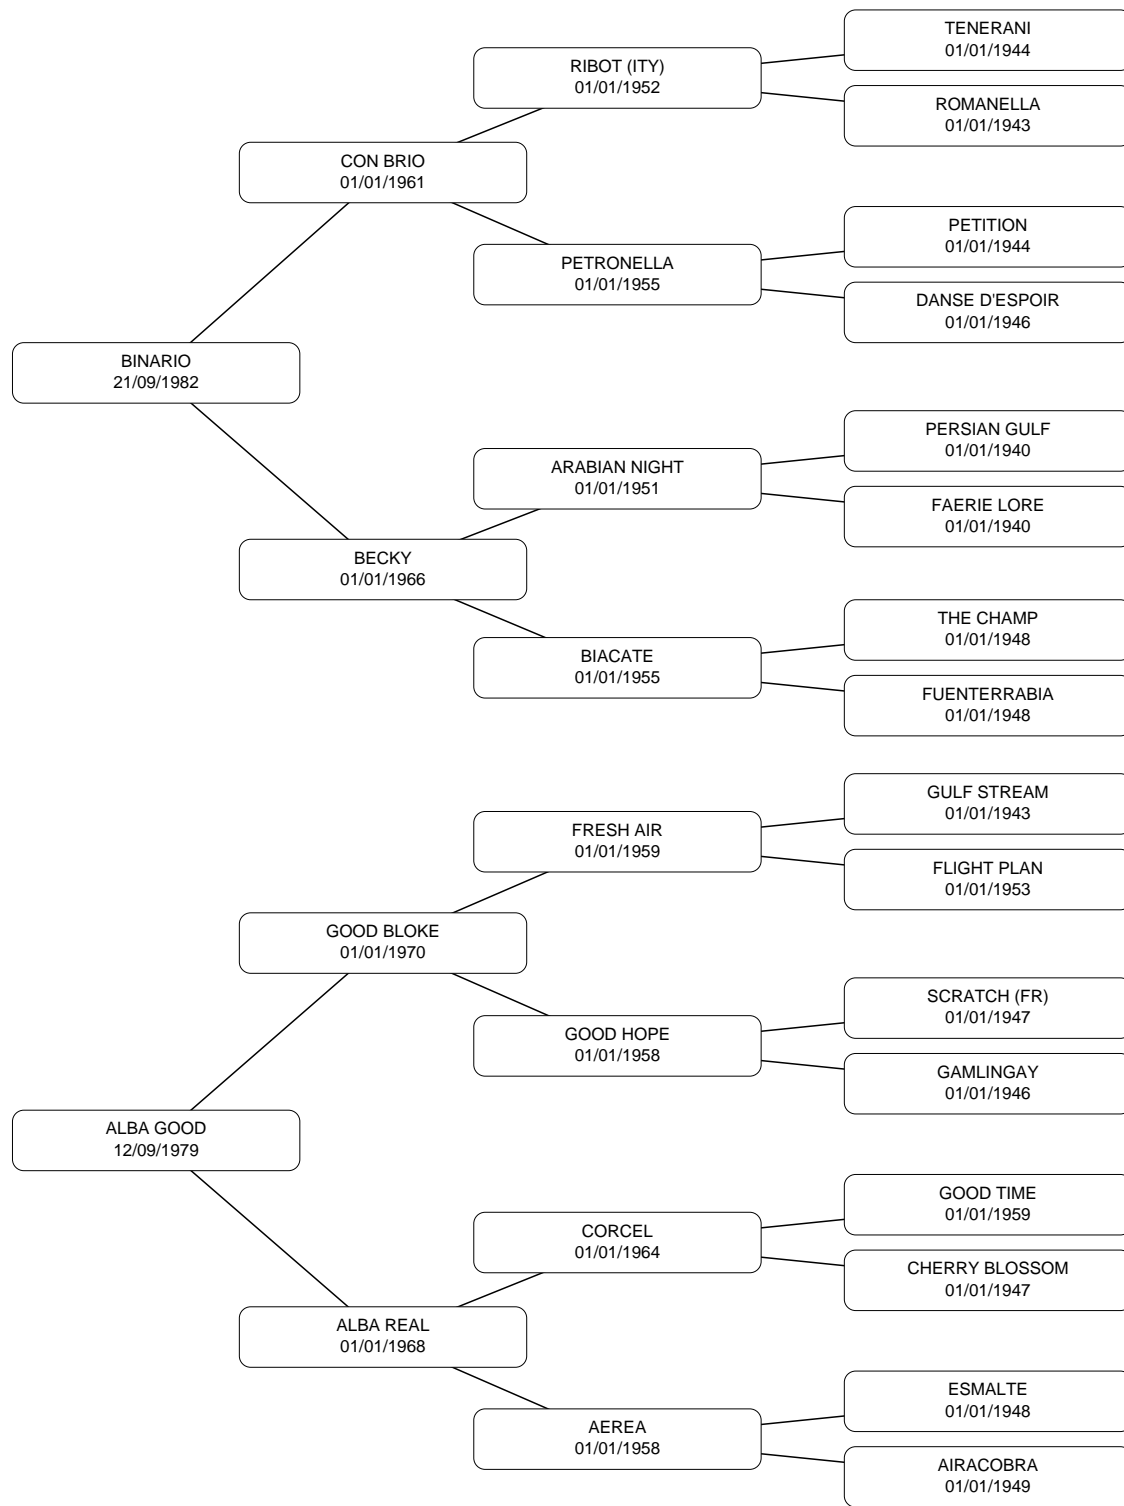 TENERANI
01/01/1944
RIBOT (ITY)
01/01/1952
ROMANELLA
01/01/1943
CON BRIO
01/01/1961
PETITION
01/01/1944
PETRONELLA
01/01/1955
DANSE D'ESPOIR
01/01/1946
BINARIO
21/09/1982
PERSIAN GULF
01/01/1940
ARABIAN NIGHT
01/01/1951
FAERIE LORE
01/01/1940
BECKY
01/01/1966
THE CHAMP
01/01/1948
BIACATE
01/01/1955
FUENTERRABIA
01/01/1948
GULF STREAM
01/01/1943
FRESH AIR
01/01/1959
FLIGHT PLAN
01/01/1953
GOOD BLOKE
01/01/1970
SCRATCH (FR)
01/01/1947
GOOD HOPE
01/01/1958
GAMLINGAY
01/01/1946
ALBA GOOD
12/09/1979
GOOD TIME
01/01/1959
CORCEL
01/01/1964
CHERRY BLOSSOM
01/01/1947
ALBA REAL
01/01/1968
ESMALTE
01/01/1948
AEREA
01/01/1958
AIRACOBRA
01/01/1949